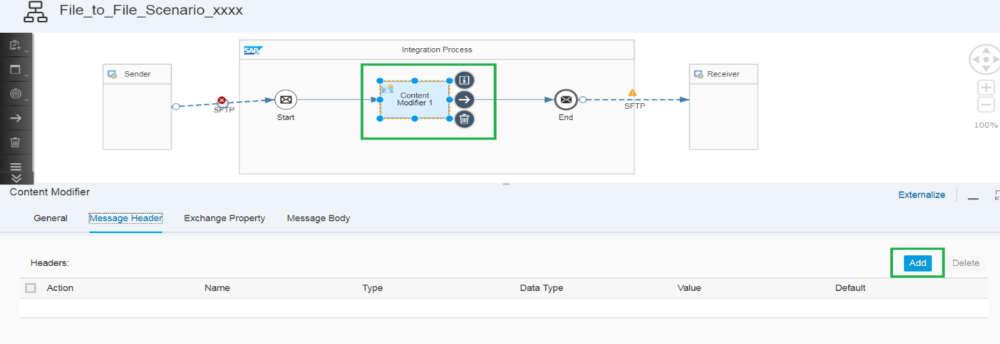 File_to_File_Scenario_xxxx
SAP
Integration Process
Sender
Receiver
Content
Modifier 1
SFTP
SFTP
Start
End
100%
Content Modifier
Externalize
General
Message Header
Exchange Property
Message Body
Headers:
Add
Delete
Action
Name
Type
Data Type
Value
Default